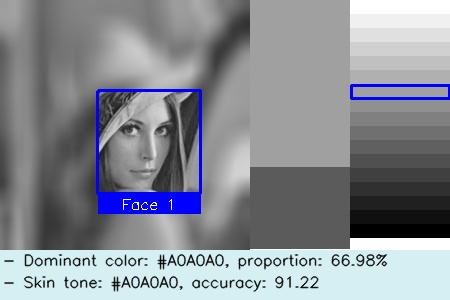 Face 1
- Dominant color: #A0A0A0, proportion: 66.98%
- Skin tone: #A0A0A0, accuracy: 91.22